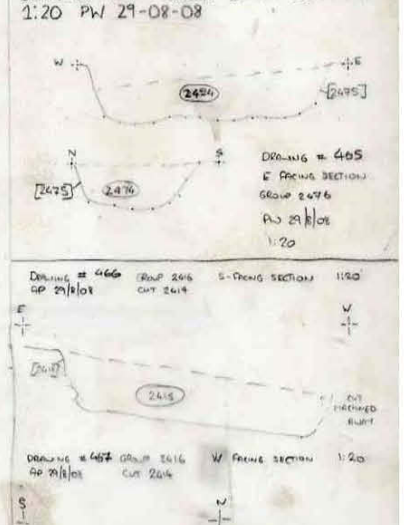 1:20 PW 29-08-08
W E
2484
[2475]
N S
[2475] 2474
DRAWING # 465
E FACING SECTION
GROUP 2476
PW 29/8/08
1:20
DRAWING # 466 GROUP 2416 S-FACING SECTION 1:20
AP 29/8/08 CUT 2414
E W
2415
CUT
MACHINED
AWAY
DRAWING # 467 GROUP 2416 W FACING SECTION 1:20
AP 29/8/08 CUT 2414
S N